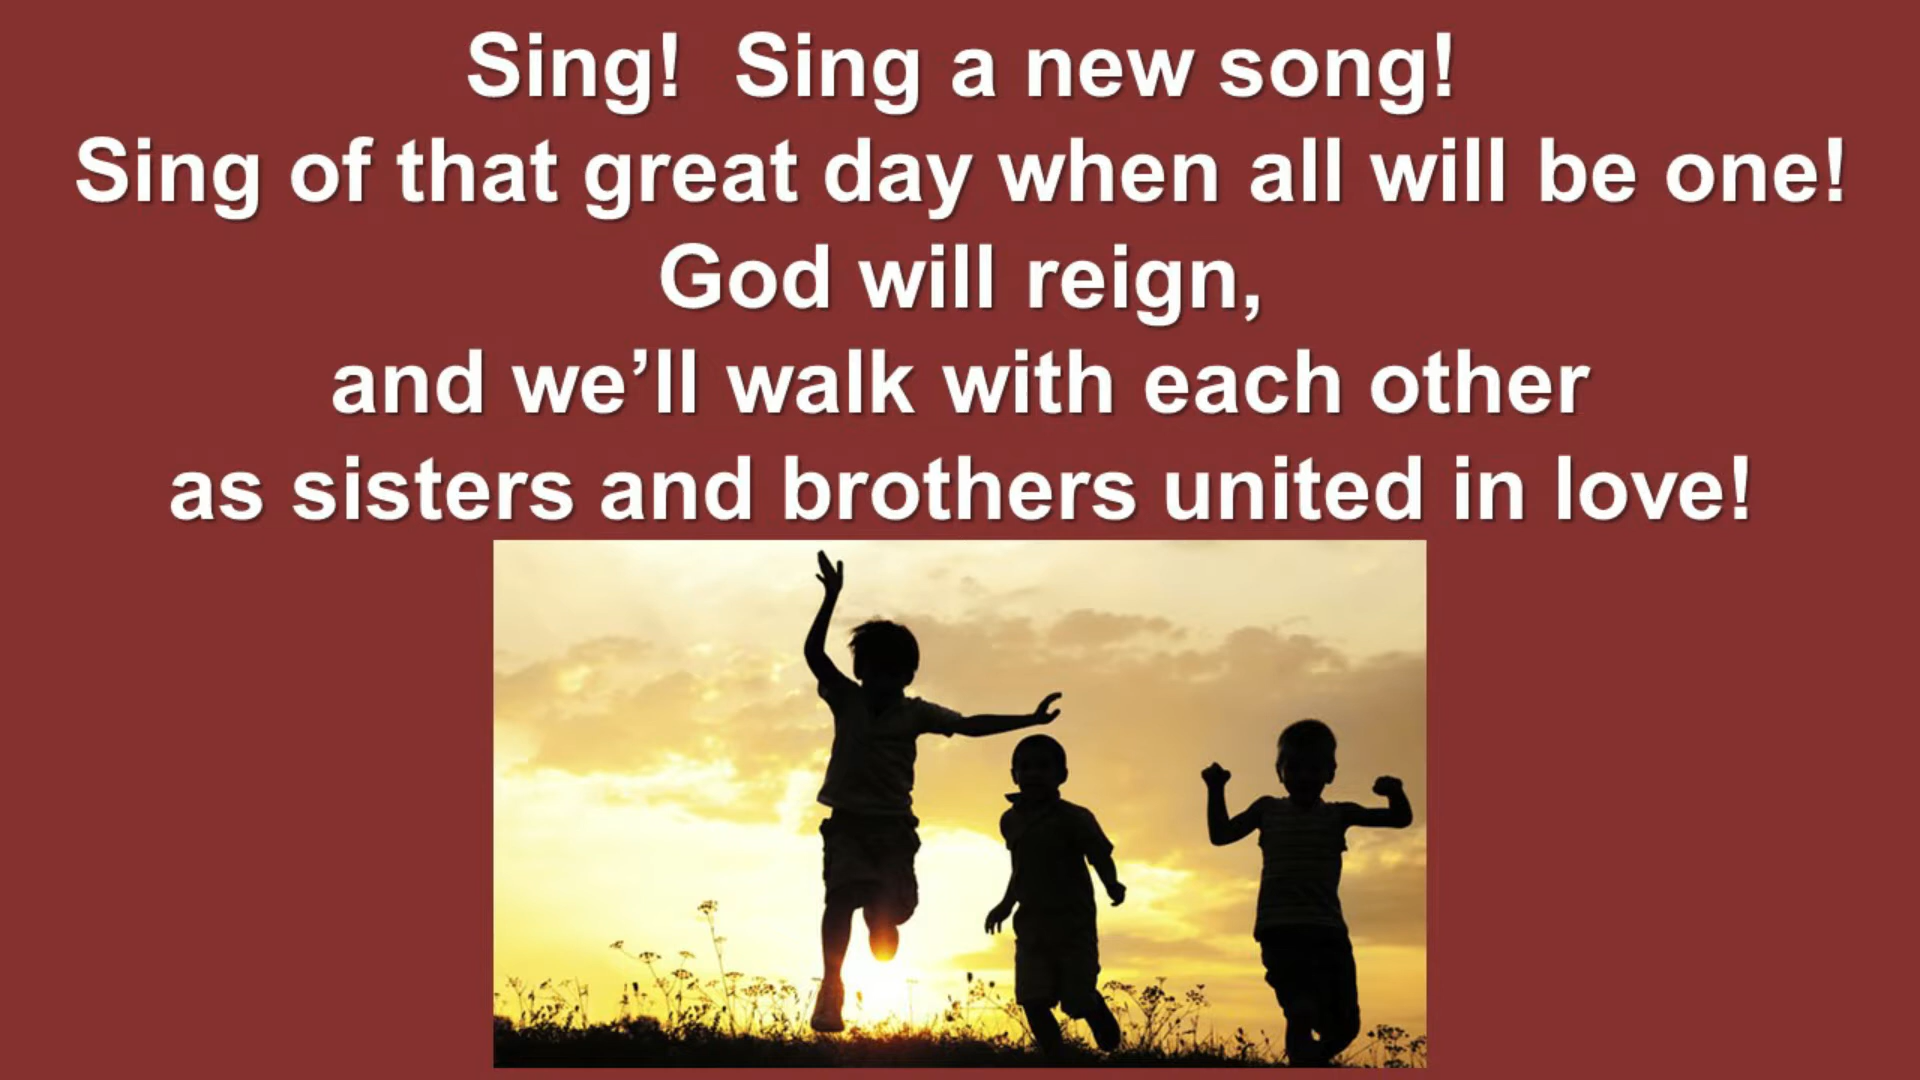 Sing!  Sing a new song!
Sing of that great day when all will be one!
God will reign,
and we’ll walk with each other
as sisters and brothers united in love!